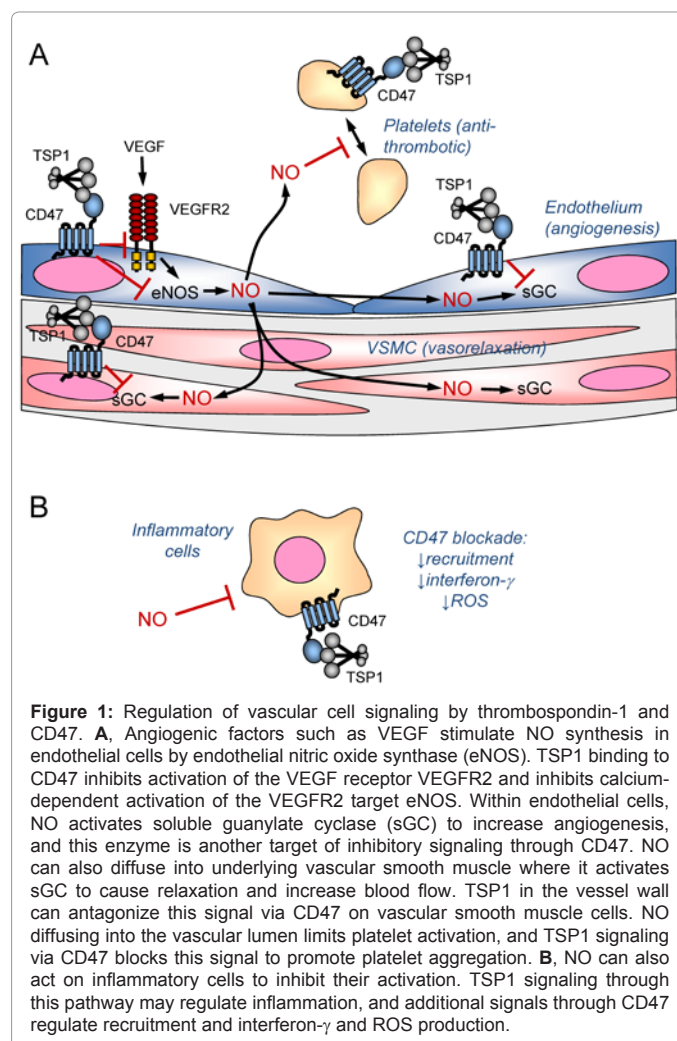 A
TSP1
CD47
Platelets (anti-
thrombotic)
VEGF
TSP1
CD47
VEGFR2
NO
TSP1
CD47
Endothelium
(angiogenesis)
eNOS
NO
NO
sGC
TSP1
CD47
VSMC (vasorelaxation)
sGC
NO
NO
sGC
B
Inflammatory
cells
CD47 blockade:
↓recruitment
↓interferon-γ
↓ROS
NO
CD47
TSP1
Figure 1: Regulation of vascular cell signaling by thrombospondin-1 and
CD47. A, Angiogenic factors such as VEGF stimulate NO synthesis in
endothelial cells by endothelial nitric oxide synthase (eNOS). TSP1 binding to
CD47 inhibits activation of the VEGF receptor VEGFR2 and inhibits calcium-
dependent activation of the VEGFR2 target eNOS. Within endothelial cells,
NO activates soluble guanylate cyclase (sGC) to increase angiogenesis,
and this enzyme is another target of inhibitory signaling through CD47. NO
can also diffuse into underlying vascular smooth muscle where it activates
sGC to cause relaxation and increase blood flow. TSP1 in the vessel wall
can antagonize this signal via CD47 on vascular smooth muscle cells. NO
diffusing into the vascular lumen limits platelet activation, and TSP1 signaling
via CD47 blocks this signal to promote platelet aggregation. B, NO can also
act on inflammatory cells to inhibit their activation. TSP1 signaling through
this pathway may regulate inflammation, and additional signals through CD47
regulate recruitment and interferon-γ and ROS production.